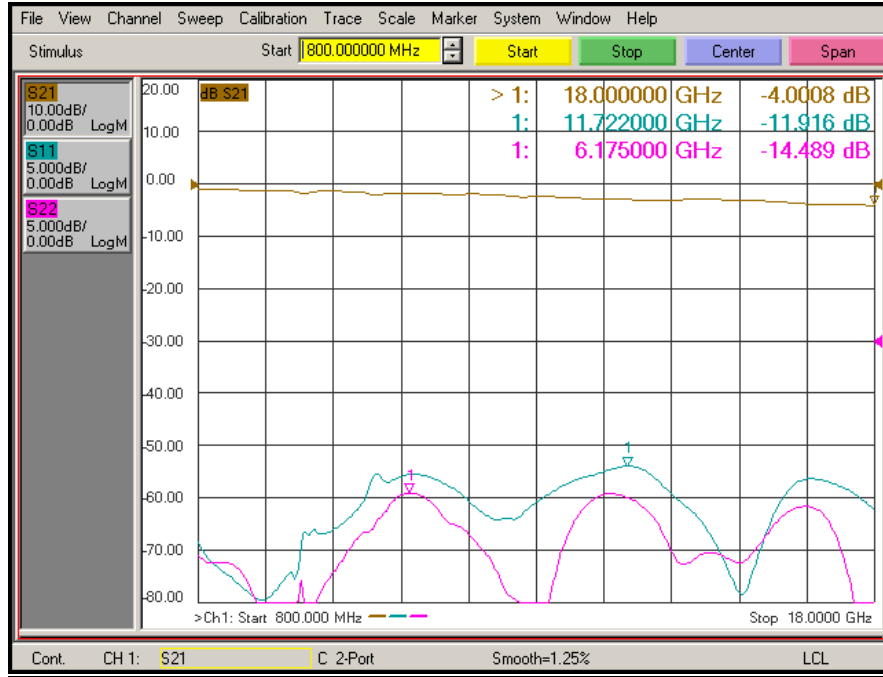 File View Channel Sweep Calibration Trace Scale Marker System Window Help
Stimulus Start 800.000000 MHz Start Stop Center Span
S21
10.00dB/
0.00dB LogM
S11
5.000dB/
0.00dB LogM
S22
5.000dB/
0.00dB LogM
dB S21
> 1: 18.000000 GHz -4.0008 dB
1: 11.722000 GHz -11.916 dB
1: 6.175000 GHz -14.489 dB
20.00
10.00
0.00
-10.00
-20.00
-30.00
-40.00
-50.00
-60.00
-70.00
-80.00
1
1
>Ch1: Start 800.000 MHz Stop 18.0000 GHz
Cont. CH 1: S21 C 2-Port Smooth=1.25% LCL